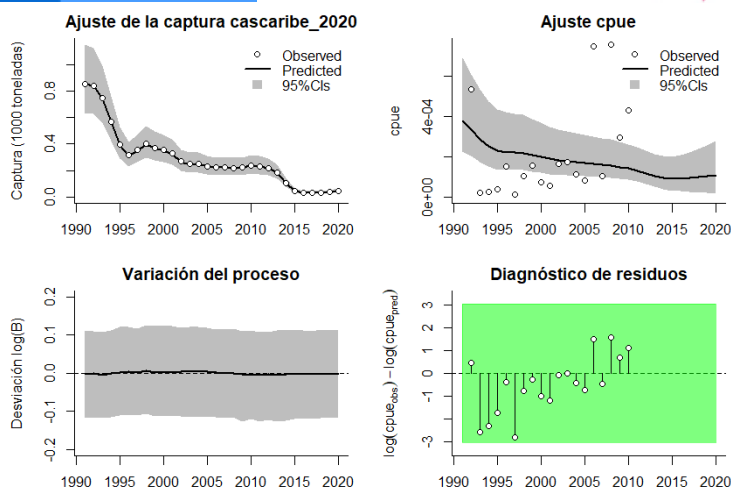 Ajuste de la captura cascaribe_2020
Captura (1000 toneladas)
0.0
0.4
0.8
Observed
Predicted
95%CIs
1990 1995 2000 2005 2010 2015 2020
Ajuste cpue
cpue
0e+00
4e-04
Observed
Predicted
95%CIs
1990 1995 2000 2005 2010 2015 2020
Variación del proceso
Desviación log(B)
-0.2
-0.1
0.0
0.1
0.2
1990 1995 2000 2005 2010 2015 2020
Diagnóstico de residuos
log(cpue_obs) − log(cpue_pred)
-3
-1
0
1
2
3
1990 1995 2000 2005 2010 2015 2020